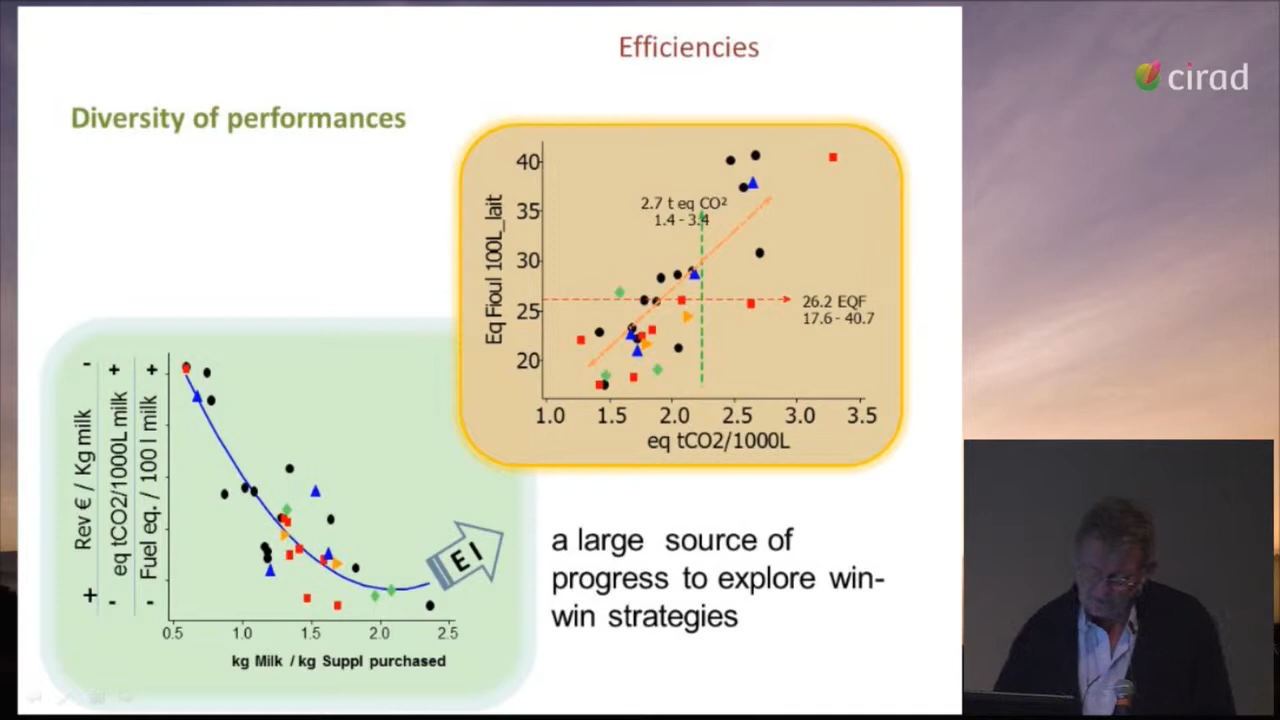 Efficiencies
cirad
Diversity of performances
40
35
30
25
20
Eq Fioul 100L_lait
2.7 t eq CO²
1.4 - 3.4
26.2 EQF
17.6 - 40.7
1.0 1.5 2.0 2.5 3.0 3.5
eq tCO2/1000L
- + +
Rev € / Kg milk
eq tCO2/1000L milk
Fuel eq. / 100 l milk
+ - -
EI
0.5 1.0 1.5 2.0 2.5
kg Milk / kg Suppl purchased
a large source of
progress to explore win-
win strategies